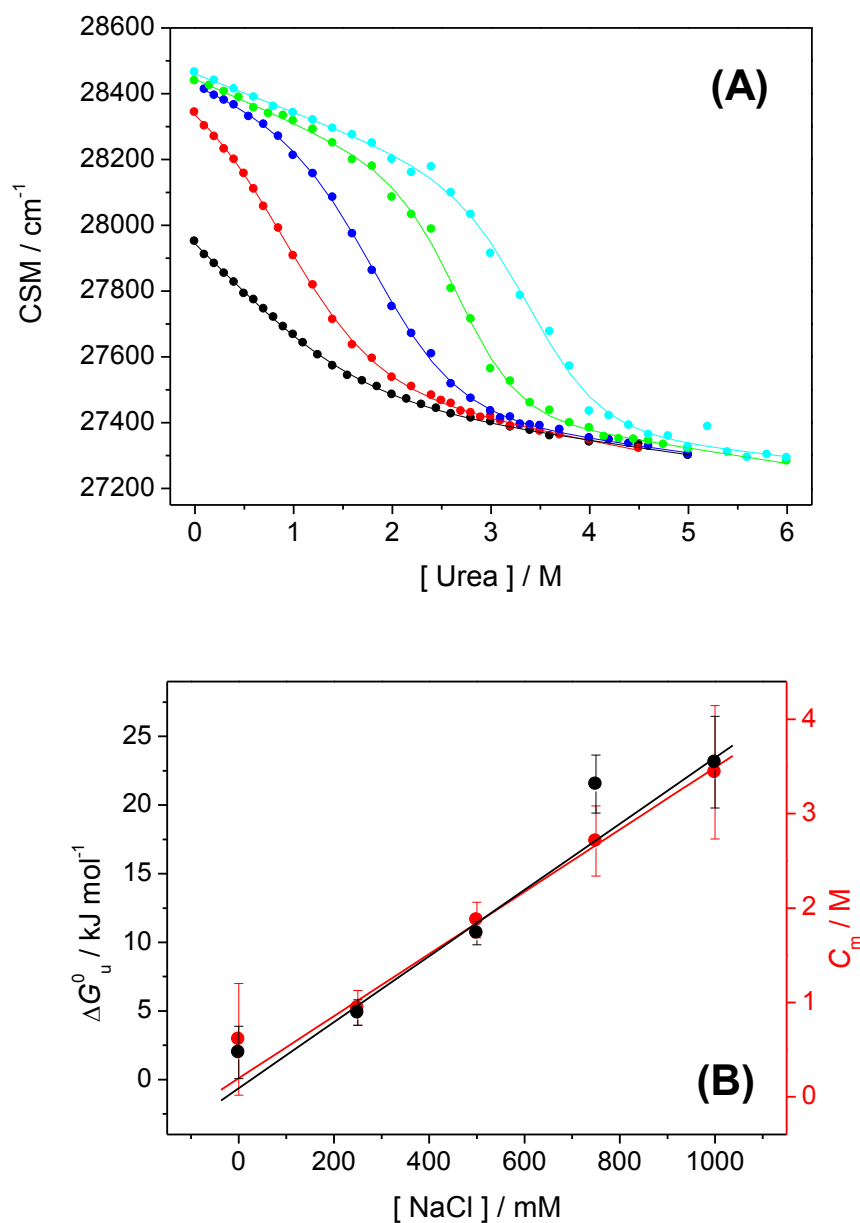 (A)
28600
28400
28200
28000
27800
27600
27400
27200
CSM / cm-1
0 1 2 3 4 5 6
[ Urea ] / M
(B)
25
20
15
10
5
0
ΔG0u / kJ mol-1
4
3
2
1
0
Cm / M
0 200 400 600 800 1000
[ NaCl ] / mM